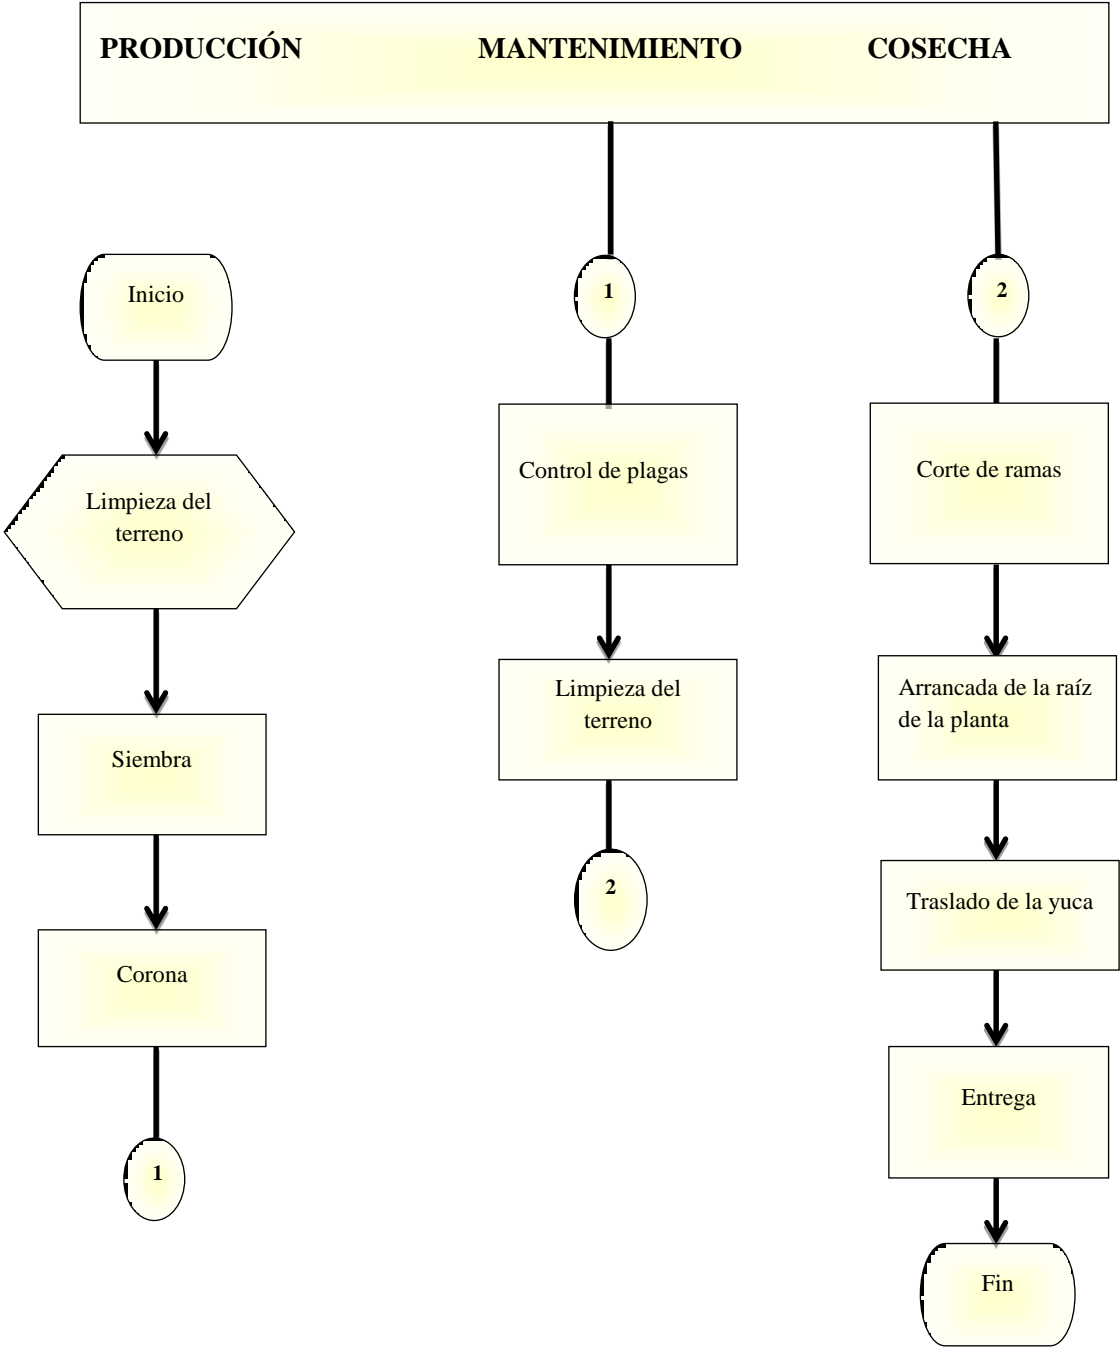 PRODUCCIÓN MANTENIMIENTO COSECHA
Inicio
Limpieza del
terreno
Siembra
Corona
1
1
Control de plagas
Limpieza del
terreno
2
2
Corte de ramas
Arrancada de la raíz
de la planta
Traslado de la yuca
Entrega
Fin